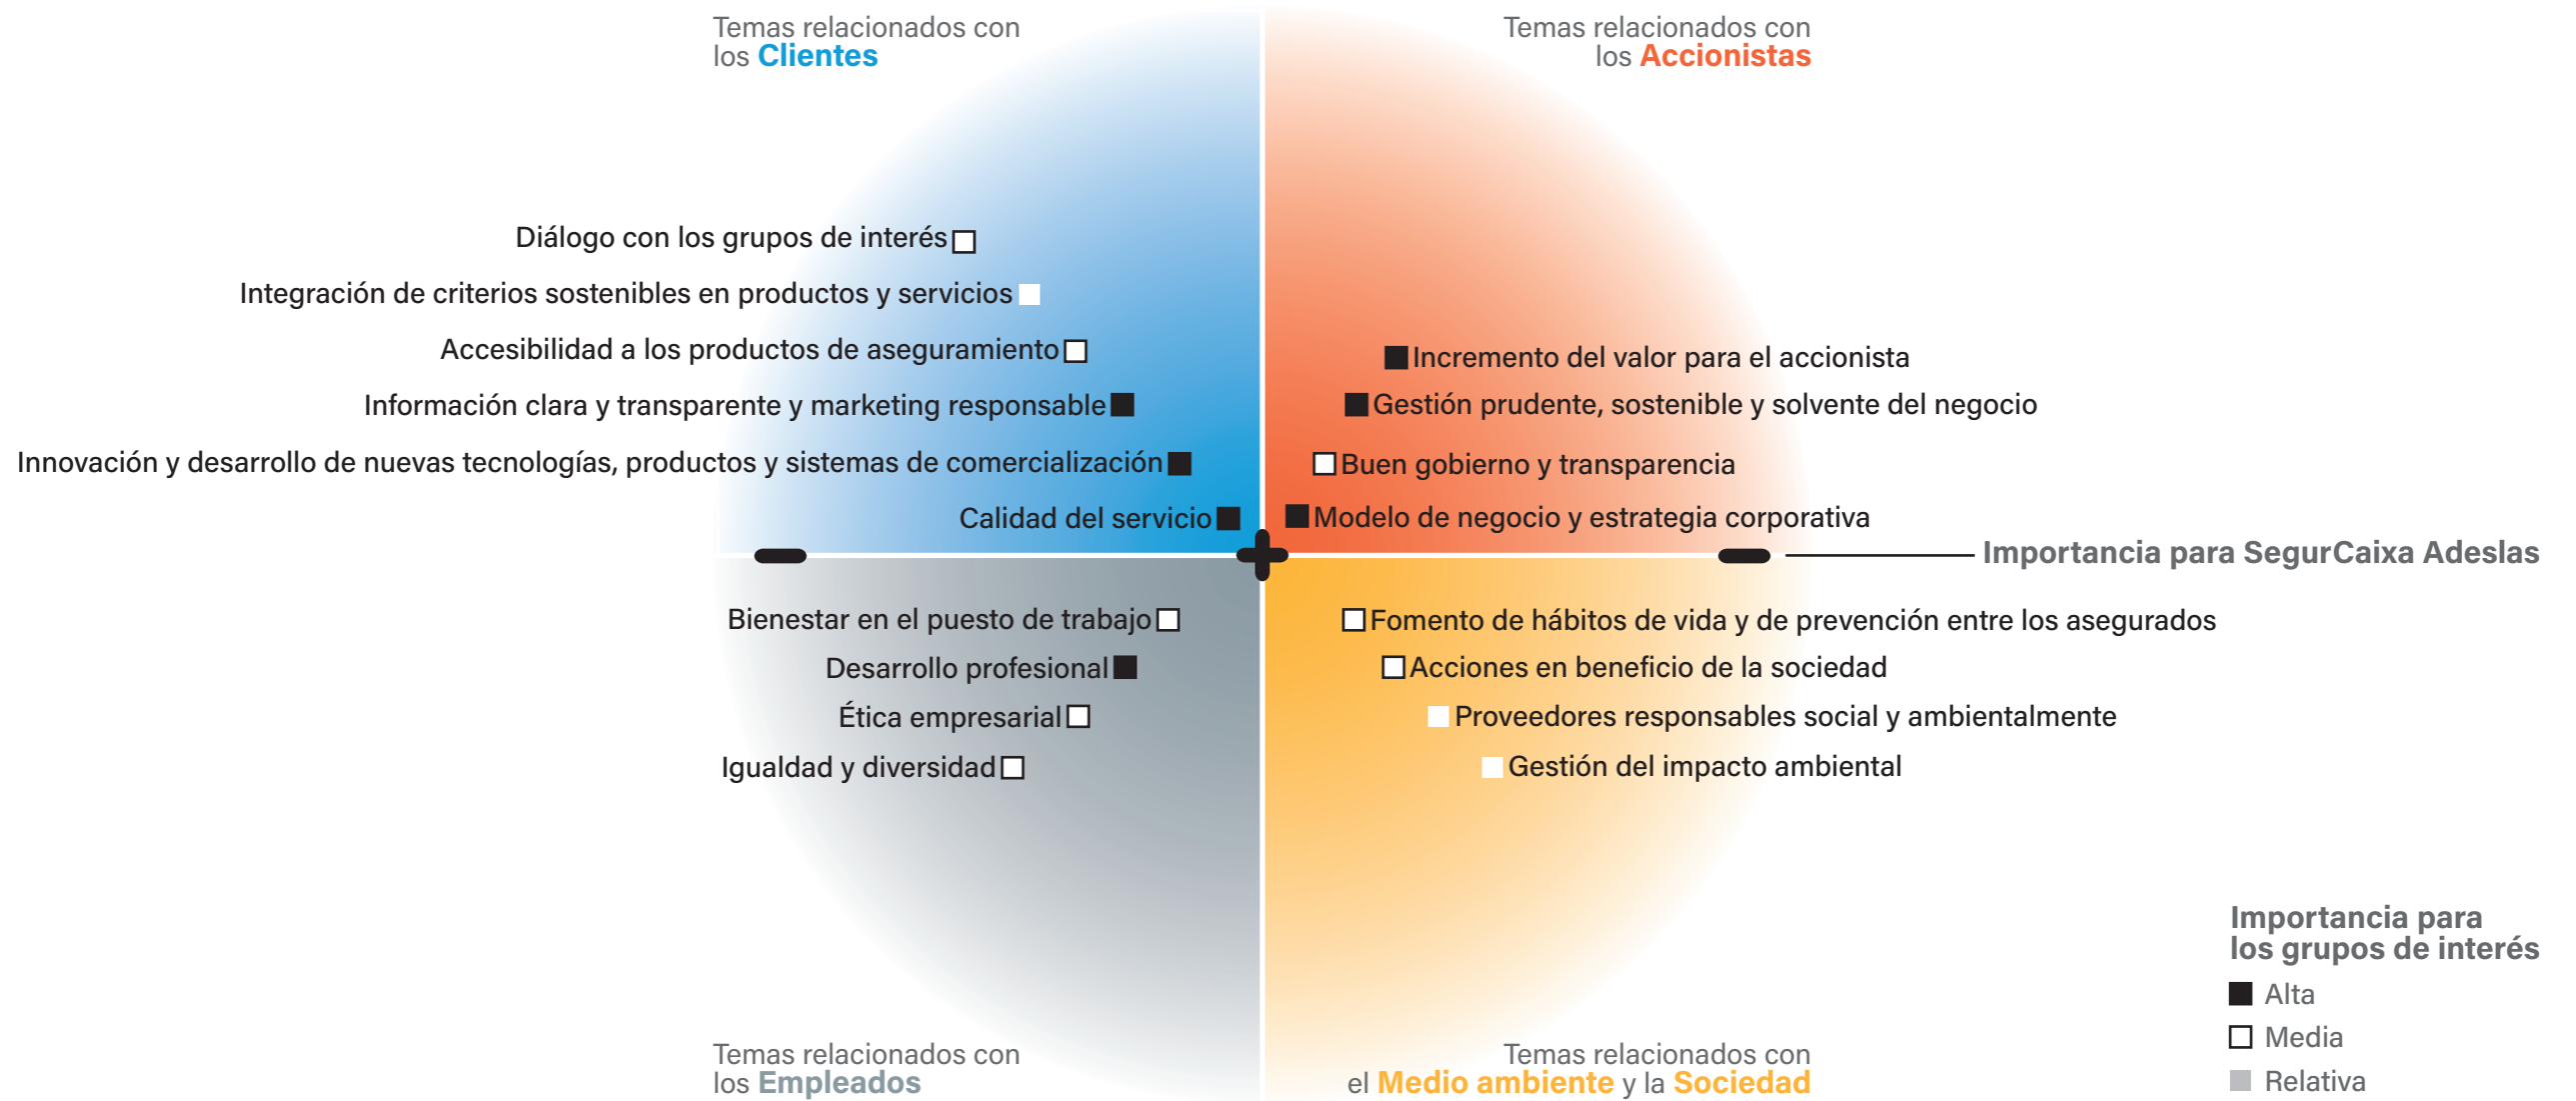 Temas relacionados con
los Clientes
Temas relacionados con
los Accionistas
Diálogo con los grupos de interés
Integración de criterios sostenibles en productos y servicios
Accesibilidad a los productos de aseguramiento
Información clara y transparente y marketing responsable
Innovación y desarrollo de nuevas tecnologías, productos y sistemas de comercialización
Calidad del servicio
Incremento del valor para el accionista
Gestión prudente, sostenible y solvente del negocio
Buen gobierno y transparencia
Modelo de negocio y estrategia corporativa
Importancia para SegurCaixa Adeslas
Bienestar en el puesto de trabajo
Desarrollo profesional
Ética empresarial
Igualdad y diversidad
Fomento de hábitos de vida y de prevención entre los asegurados
Acciones en beneficio de la sociedad
Proveedores responsables social y ambientalmente
Gestión del impacto ambiental
Temas relacionados con
los Empleados
Temas relacionados con
el Medio ambiente y la Sociedad
Importancia para
los grupos de interés
Alta
Media
Relativa